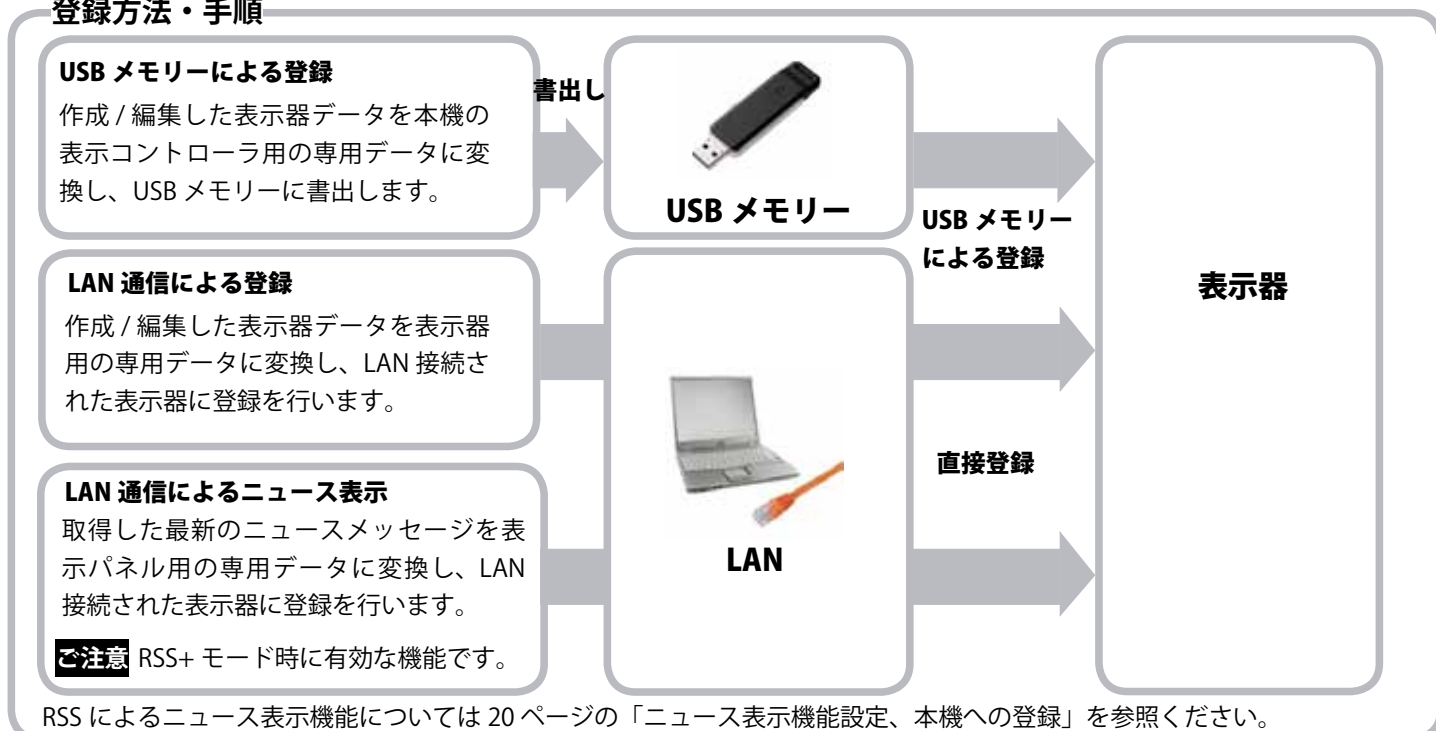 登録方法・手順
USB メモリーによる登録
作成 / 編集した表示器データを本機の
表示コントローラ用の専用データに変
換し、USB メモリーに書出します。
書出し
USB メモリー
USB メモリー
による登録
表示器
LAN 通信による登録
作成 / 編集した表示器データを表示器
用の専用データに変換し、LAN 接続さ
れた表示器に登録を行います。
LAN 通信によるニュース表示
取得した最新のニュースメッセージを表
示パネル用の専用データに変換し、LAN
接続された表示器に登録を行います。
ご注意 RSS+ モード時に有効な機能です。
LAN
直接登録
RSS によるニュース表示機能については 20 ページの「ニュース表示機能設定、本機への登録」を参照ください。